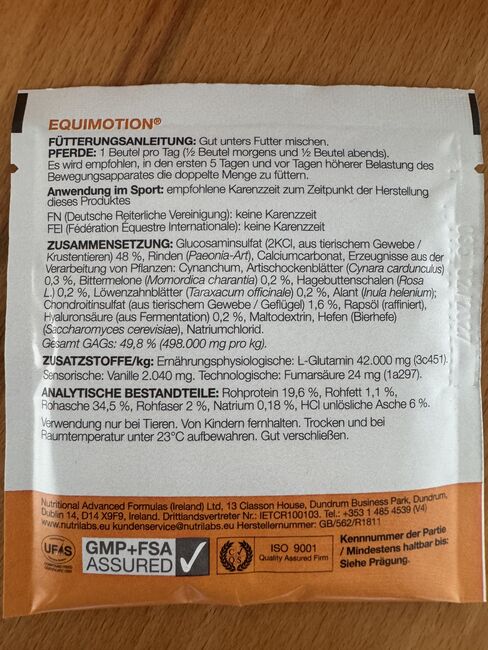 EQUIMOTION®
FÜTTERUNGSANLEITUNG: Gut unters Futter mischen.
PFERDE: 1 Beutel pro Tag (½ Beutel morgens und ½ Beutel abends).
Es wird empfohlen, in den ersten 5 Tagen und vor Tagen höherer Belastung des
Bewegungsapparates die doppelte Menge zu füttern.
Anwendung im Sport: empfohlene Karenzzeit zum Zeitpunkt der Herstellung
dieses Produktes
FN (Deutsche Reiterliche Vereinigung): keine Karenzzeit
FEI (Fédération Équestre Internationale): keine Karenzzeit
ZUSAMMENSETZUNG: Glucosaminsulfat (2KCl, aus tierischem Gewebe /
Krustentieren) 48 %, Rinden (Paeonia-Art), Calciumcarbonat, Erzeugnisse aus der
Verarbeitung von Pflanzen: Cynanchum, Artischockenblätter (Cynara cardunculus)
0,3 %, Bittermelone (Momordica charantia) 0,2 %, Hagebuttenschalen (Rosa
L.) 0,2 %, Löwenzahnblätter (Taraxacum officinale) 0,2 %, Alant (Inula helenium);
Chondroitinsulfat (aus tierischem Gewebe / Geflügel) 1,6 %, Rapsöl (raffiniert),
Hyaluronsäure (aus Fermentation) 0,2 %, Maltodextrin, Hefen (Bierhefe)
(Saccharomyces cerevisiae), Natriumchlorid.
Gesamt GAGs: 49,8 % (498.000 mg pro kg).
ZUSATZSTOFFE/kg: Ernährungsphysiologische: L-Glutamin 42.000 mg (3c451).
Sensorische: Vanille 2.040 mg. Technologische: Fumarsäure 24 mg (1a297).
ANALYTISCHE BESTANDTEILE: Rohprotein 19,6 %, Rohfett 1,1 %,
Rohasche 34,5 %, Rohfaser 2 %, Natrium 0,18 %, HCl unlösliche Asche 6 %.
Verwendung nur bei Tieren. Von Kindern fernhalten. Trocken und bei
Raumtemperatur unter 23°C aufbewahren. Gut verschließen.
Nutritional Advanced Formulas (Ireland) Ltd, 13 Classon House, Dundrum Business Park, Dundrum,
Dublin 14, D14 X9F9, Ireland. Drittlandsvertreter Nr.: IETCR100103. Tel.: +353 1 485 4539 (V4)
www.nutrilabs.eu kundenservice@nutrilabs.eu Herstellernummer: GB/562/R1811
UFAS
GMP+FSA
ASSURED
ISO 9001
Quality Assured Firm
Kennnummer der Partie
/ Mindestens haltbar bis:
Siehe Prägung.